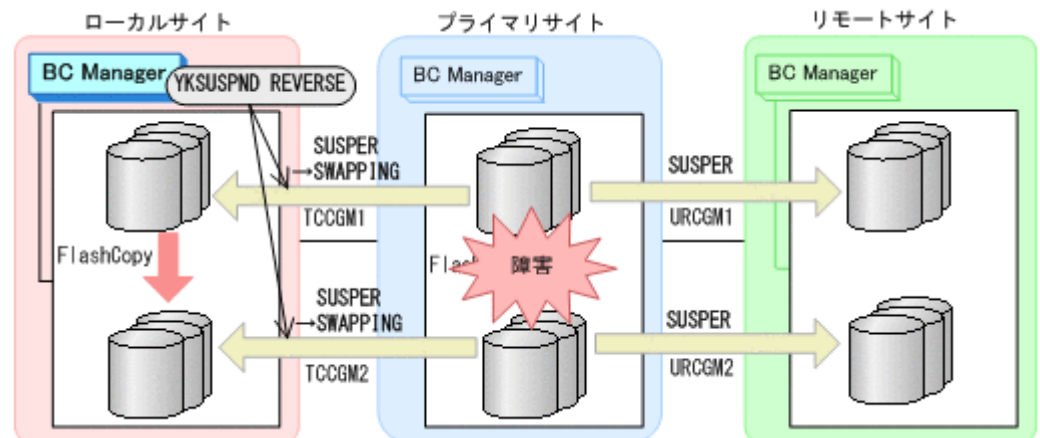 ローカルサイト
プライマリサイト
リモートサイト
BC Manager
YKSUSPND REVERSE
BC Manager
BC Manager
SUSPER
→SWAPPING
SUSPER
TCCGM1
URCGM1
FlashCopy
Flas
障害
SUSPER
→SWAPPING
SUSPER
TCCGM2
URCGM2